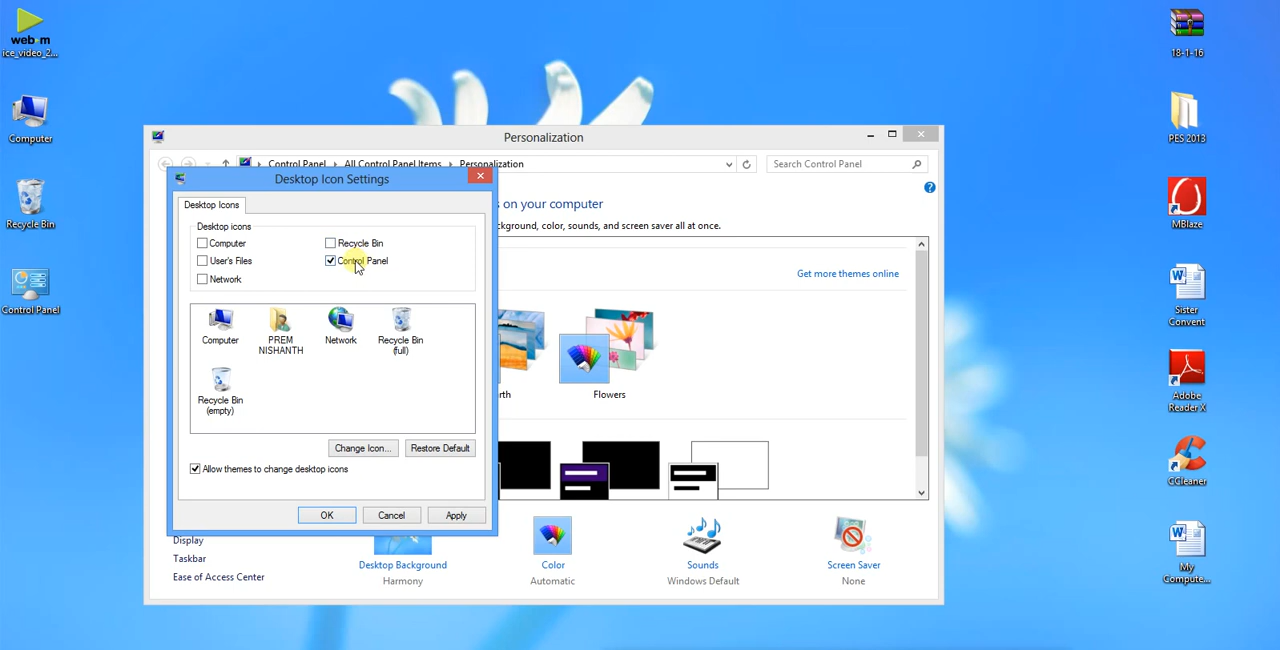 web m
ice_video_2...
Computer
Recycle Bin
Control Panel
Personalization
Control Panel
All Control Panel Items
Personalization
Search Control Panel
s on your computer
ckground, color, sounds, and screen saver all at once.
Get more themes online
rth
Flowers
Desktop Icon Settings
Desktop Icons
Desktop icons
Computer
Recycle Bin
User's Files
Control Panel
Network
Computer
PREM
NISHANTH
Network
Recycle Bin
(full)
Recycle Bin
(empty)
Change Icon...
Restore Default
Allow themes to change desktop icons
OK
Cancel
Apply
Display
Taskbar
Ease of Access Center
Desktop Background
Harmony
Color
Automatic
Sounds
Windows Default
Screen Saver
None
18-1-16
PES 2013
MBlaze
Sister
Convent
Adobe
Reader X
CCleaner
My
Compute...